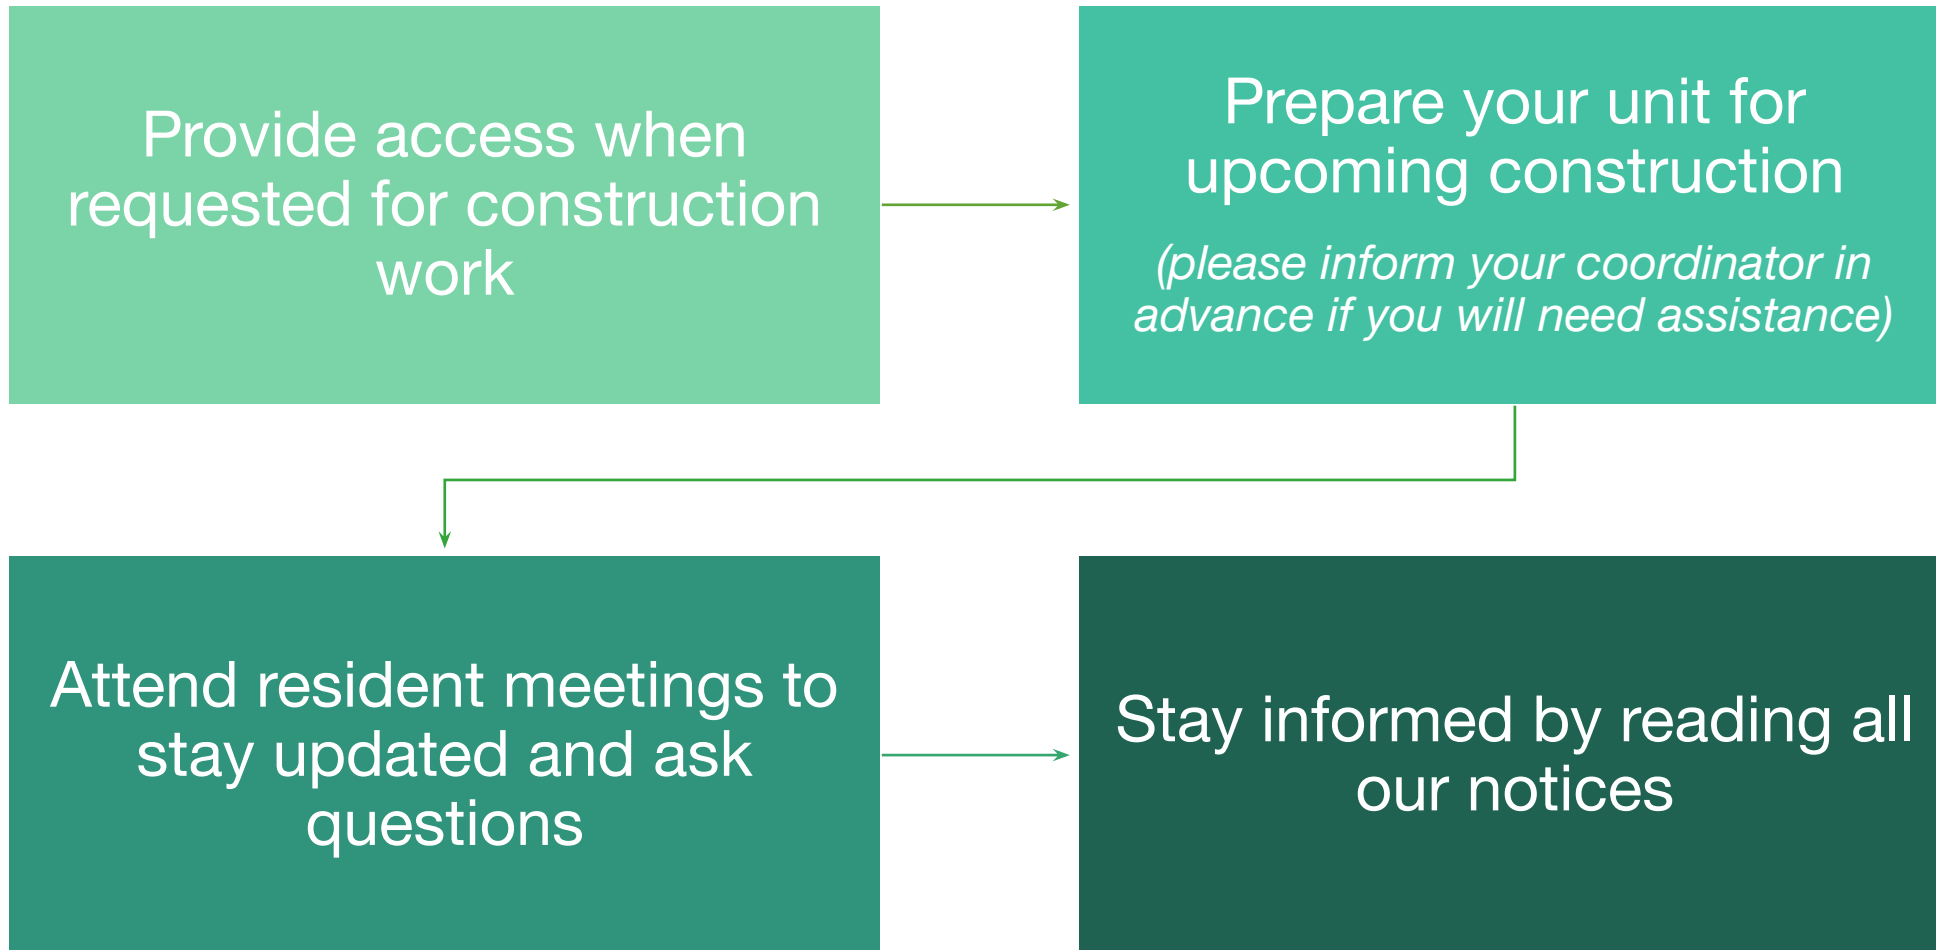 Provide access when
requested for construction
work
Prepare your unit for
upcoming construction
(please inform your coordinator in
advance if you will need assistance)
Attend resident meetings to
stay updated and ask
questions
Stay informed by reading all
our notices